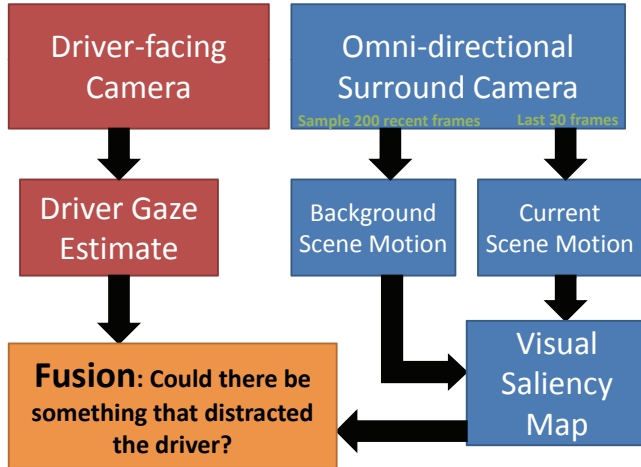 Driver-facing
Camera
Omni-directional
Surround Camera
Sample 200 recent frames
Last 30 frames
Driver Gaze
Estimate
Background
Scene Motion
Current
Scene Motion
Fusion: Could there be
something that distracted
the driver?
Visual
Saliency
Map